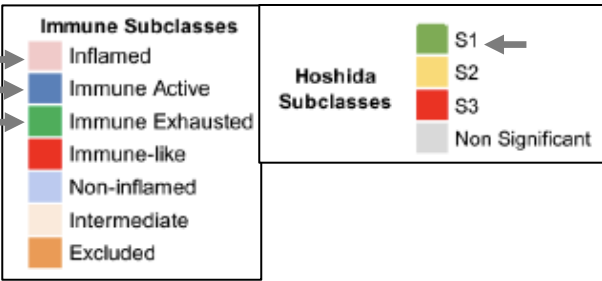 Immune Subclasses
Inflamed
Immune Active
Immune Exhausted
Immune-like
Non-inflamed
Intermediate
Excluded
Hoshida
Subclasses
S1
S2
S3
Non Significant